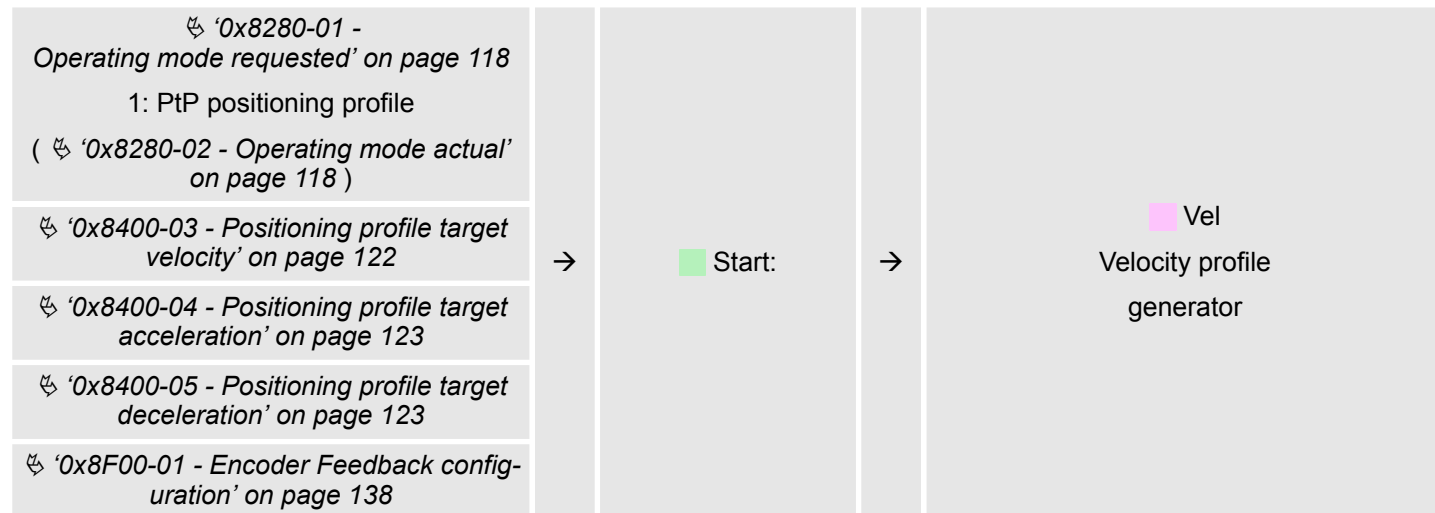 ↳ '0x8280-01 -
Operating mode requested' on page 118
1: PtP positioning profile
( ↳ '0x8280-02 - Operating mode actual'
on page 118 )
↳ '0x8400-03 - Positioning profile target
velocity' on page 122
↳ '0x8400-04 - Positioning profile target
acceleration' on page 123
↳ '0x8400-05 - Positioning profile target
deceleration' on page 123
↳ '0x8F00-01 - Encoder Feedback config-
uration' on page 138
→
Start:
→
Vel
Velocity profile
generator